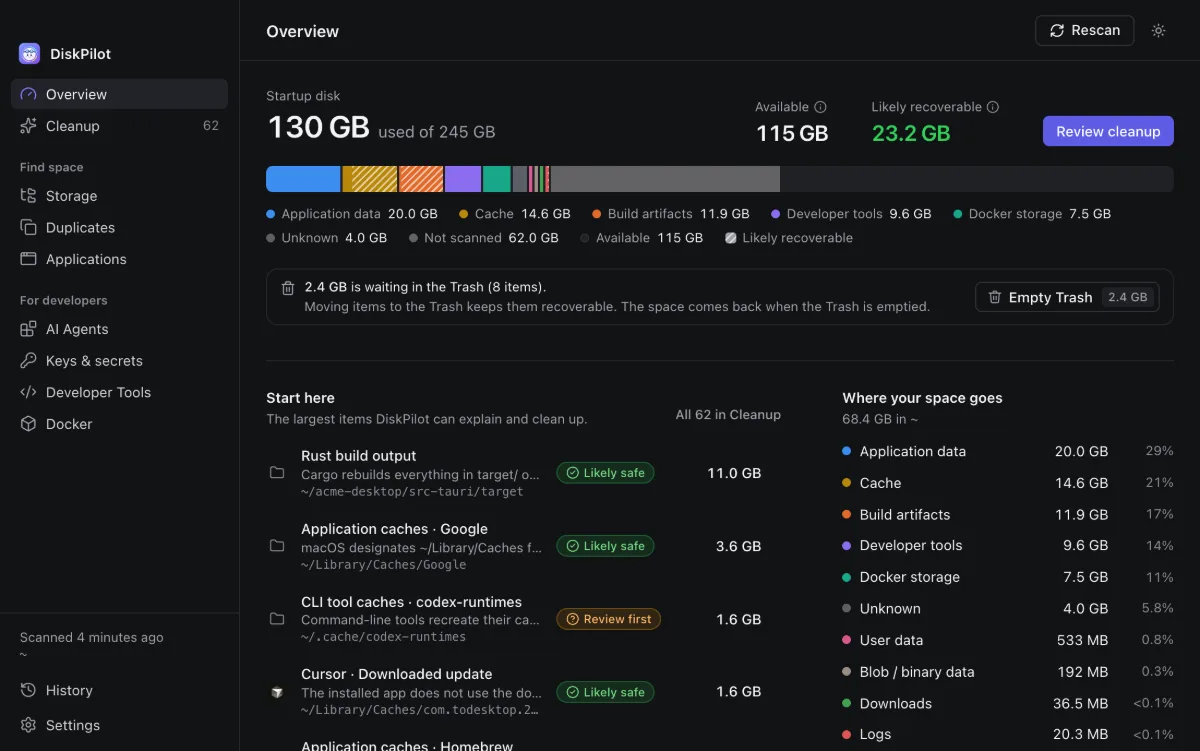 DiskPilot
Overview
Cleanup 62
Find space
Storage
Duplicates
Applications
For developers
AI Agents
Keys & secrets
Developer Tools
Docker
Scanned 4 minutes ago
~
History
Settings
Overview
Rescan
Startup disk
130 GB used of 245 GB
Available
115 GB
Likely recoverable
23.2 GB
Review cleanup
Application data 20.0 GB Cache 14.6 GB Build artifacts 11.9 GB Developer tools 9.6 GB Docker storage 7.5 GB
Unknown 4.0 GB Not scanned 62.0 GB Available 115 GB Likely recoverable
2.4 GB is waiting in the Trash (8 items).
Moving items to the Trash keeps them recoverable. The space comes back when the Trash is emptied.
Empty Trash 2.4 GB
Start here
The largest items DiskPilot can explain and clean up.
All 62 in Cleanup
Rust build output
Cargo rebuilds everything in target/ o...
~/acme-desktop/src-tauri/target
Likely safe
11.0 GB
Application caches · Google
macOS designates ~/Library/Caches f...
~/Library/Caches/Google
Likely safe
3.6 GB
CLI tool caches · codex-runtimes
Command-line tools recreate their ca...
~/.cache/codex-runtimes
Review first
1.6 GB
Cursor · Downloaded update
The installed app does not use the do...
~/Library/Caches/com.todesktop.2...
Likely safe
1.6 GB
Application caches · Homebrew
Where your space goes
68.4 GB in ~
Application data 20.0 GB 29%
Cache 14.6 GB 21%
Build artifacts 11.9 GB 17%
Developer tools 9.6 GB 14%
Docker storage 7.5 GB 11%
Unknown 4.0 GB 5.8%
User data 533 MB 0.8%
Blob / binary data 192 MB 0.3%
Downloads 36.5 MB <0.1%
Logs 20.3 MB <0.1%